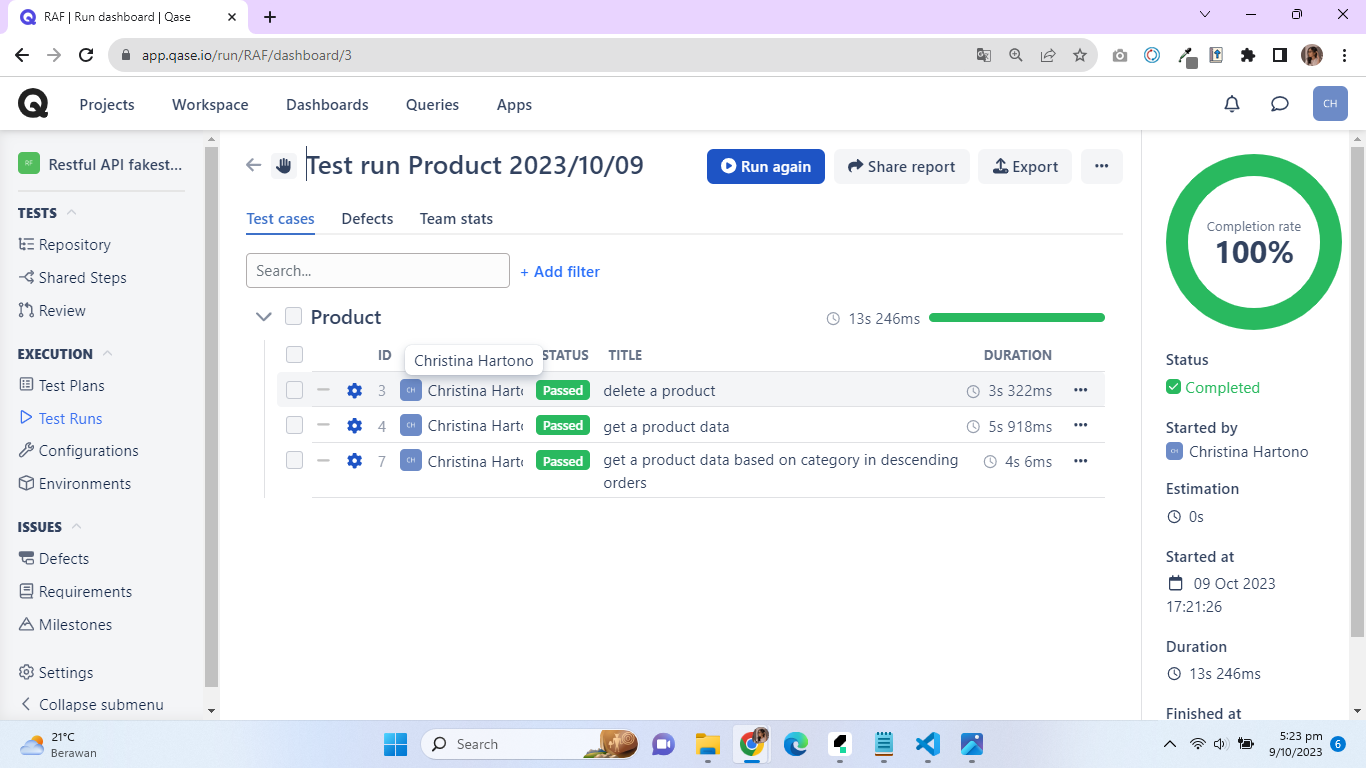 RAF | Run dashboard | Qase
app.qase.io/run/RAF/dashboard/3
Projects
Workspace
Dashboards
Queries
Apps
CH
RF
Restful API fakest...
TESTS
Repository
Shared Steps
Review
EXECUTION
Test Plans
Test Runs
Configurations
Environments
ISSUES
Defects
Requirements
Milestones
Settings
Collapse submenu
Test run Product 2023/10/09
Run again
Share report
Export
Test cases
Defects
Team stats
Search...
+ Add filter
Product
13s 246ms
ID
Christina Hartono
STATUS
TITLE
DURATION
3 CH Christina Harto Passed delete a product 3s 322ms
4 CH Christina Harto Passed get a product data 5s 918ms
7 CH Christina Harto Passed get a product data based on category in descending 4s 6ms
orders
Completion rate
100%
Status
Completed
Started by
CH Christina Hartono
Estimation
0s
Started at
09 Oct 2023
17:21:26
Duration
13s 246ms
Finished at
21°C
Berawan
Search
5:23 pm
9/10/2023
6